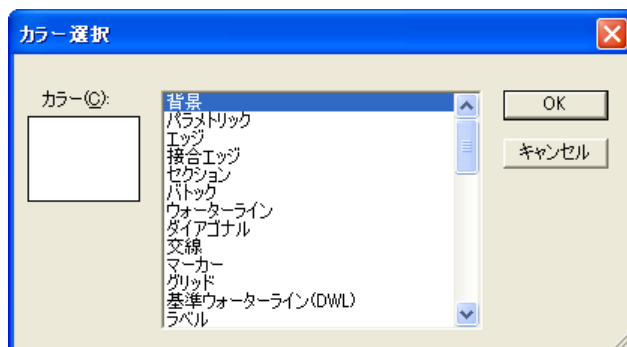 カラー選択
カラー(C):
背景
パラメトリック
エッジ
接合エッジ
セクション
バトック
ウォーターライン
ダイアゴナル
交線
マーカー
グリッド
基準ウォーターライン(DWL)
ラベル
OK
キャンセル